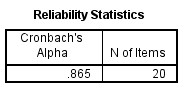 Reliability Statistics
Cronbach's Alpha N of Items
.865 20